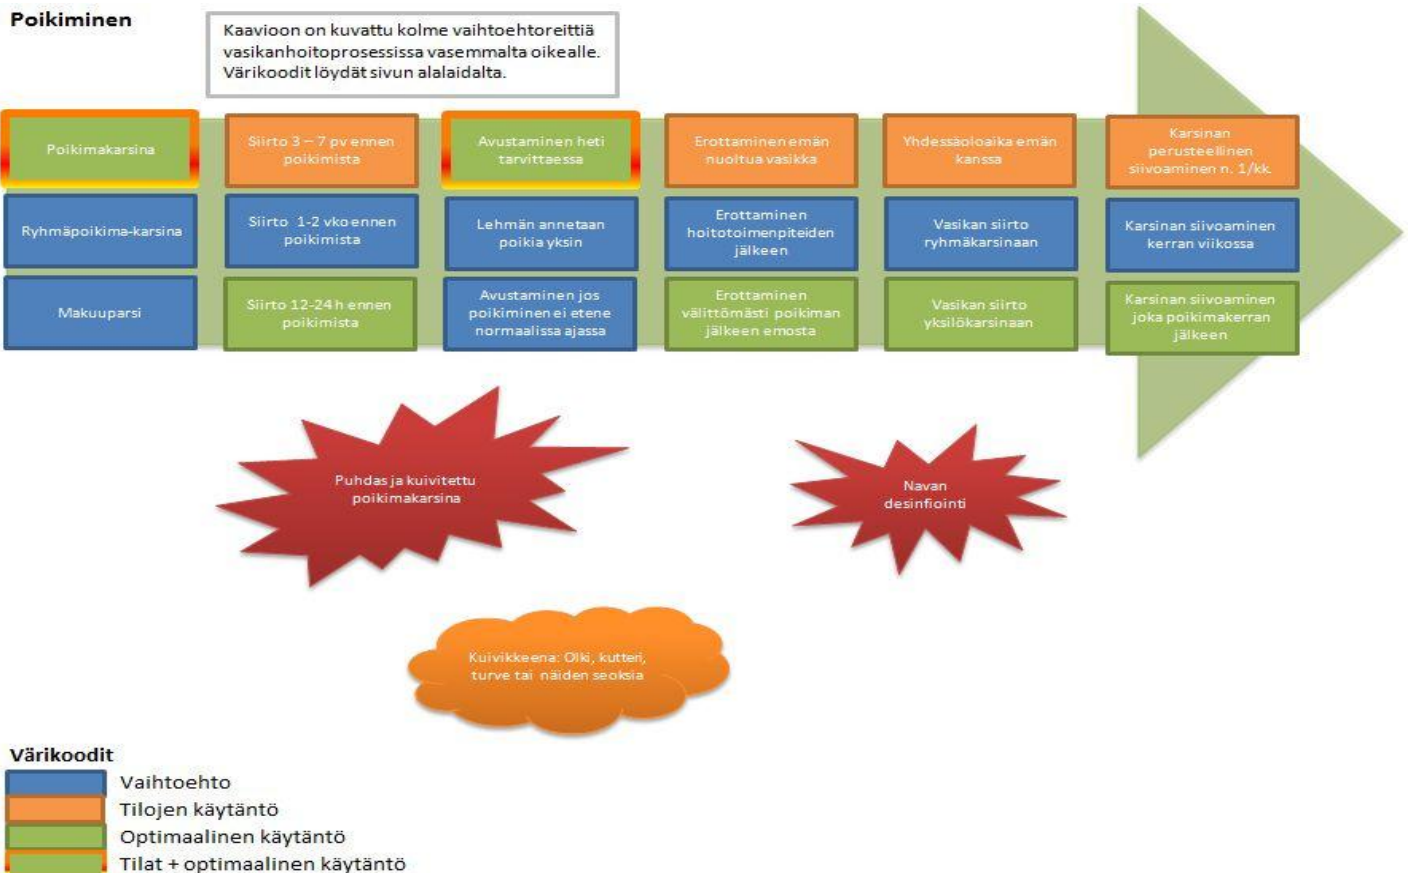 Poikiminen
Kaavioon on kuvattu kolme vaihtoehtoreittiä
vasikanhoitoprosessissa vasemmalta oikealle.
Värikoodit löydät sivun alalaidalta.
Poikimakarsina
Siirto 3 – 7 pv ennen
poikimista
Avustaminen heti
tarvittaessa
Erottaminen emän
nuoltua vasikka
Yhdessäoloaika emän
kanssa
Karsinan
perusteellinen
siivoaminen n. 1/kk.
Ryhmäpoikima-karsina
Siirto 1-2 vko ennen
poikimista
Lehmän annetaan
poikia yksin
Erottaminen
hoitotoimenpiteiden
jälkeen
Vasikan siirto
ryhmäkarsinaan
Karsinan siivoaminen
kerran viikossa
Makuuparsi
Siirto 12-24 h ennen
poikimista
Avustaminen jos
poikiminen ei etene
normaalissa ajassa
Erottaminen
välittömästi poikiman
jälkeen emosta
Vasikan siirto
yksilökarsinaan
Karsinan siivoaminen
joka poikimakerran
jälkeen
Puhdas ja kuivitettu
poikimakarsina
Navan
desinfiointi
Kuivikkeena: Olki, kutteri,
turve tai näiden seoksia
Värikoodit
Vaihtoehto
Tilojen käytäntö
Optimaalinen käytäntö
Tilat + optimaalinen käytäntö